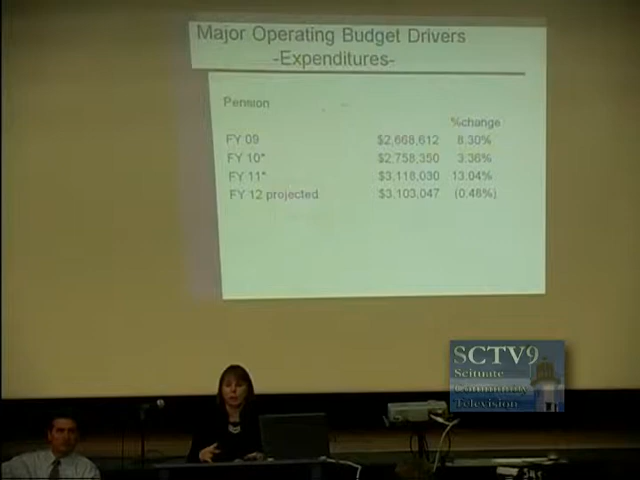 Major Operating Budget Drivers
-Expenditures-
Pension
%change
FY 09 $2,668,612 8.30%
FY 10* $2,758,350 3.36%
FY 11* $3,118,030 13.04%
FY 12 projected $3,103,047 (0.48%)
SCTV9
Scituate
Community
Television